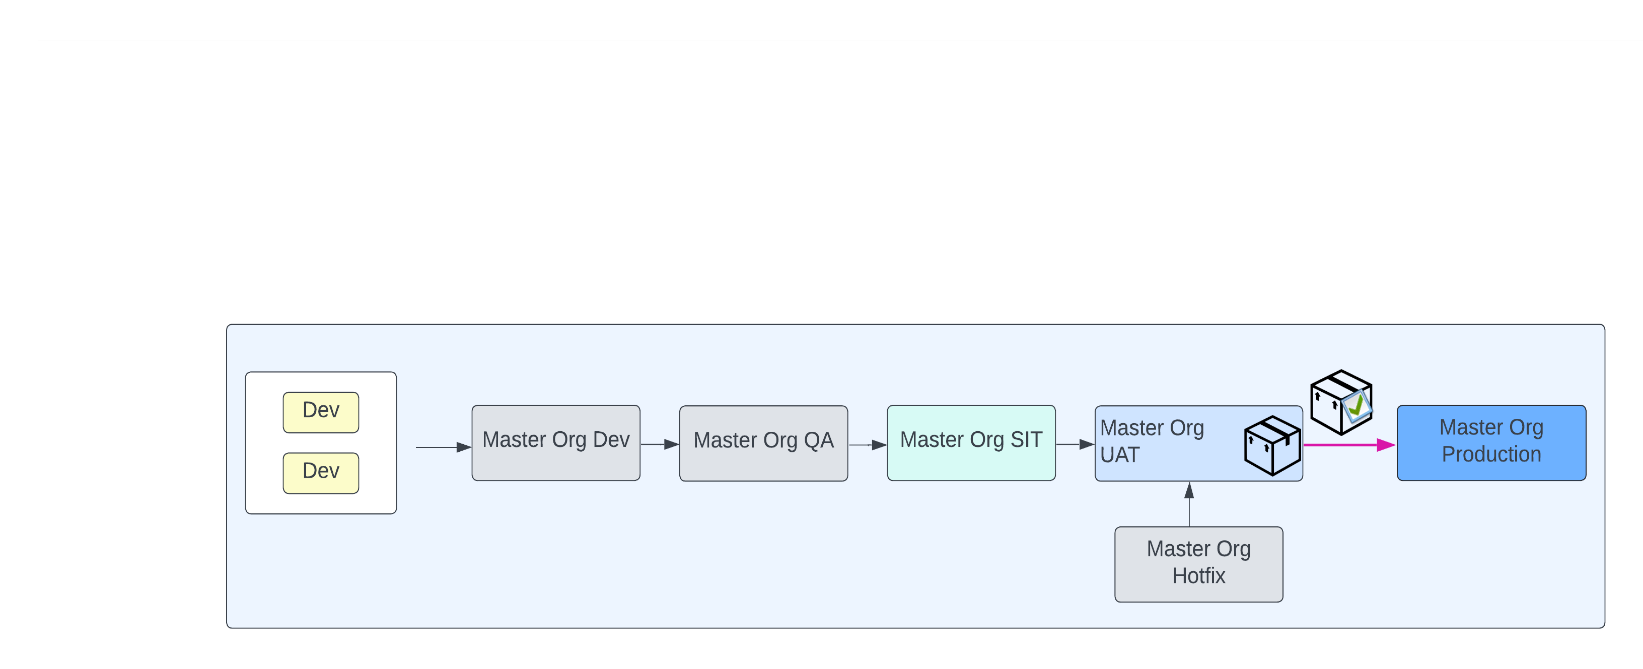 Dev
Dev
Master Org Dev
Master Org QA
Master Org SIT
Master Org
UAT
Master Org
Production
Master Org
Hotfix